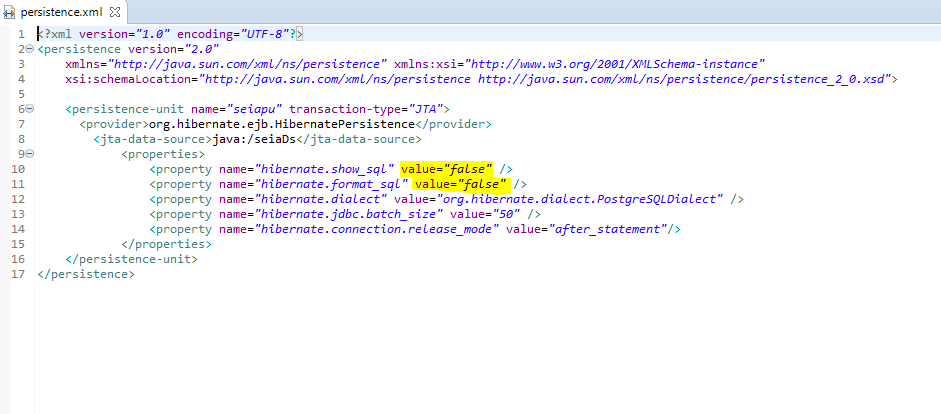 persistence.xml
1 <?xml version="1.0" encoding="UTF-8"?>
2 <persistence version="2.0"
3 xmlns="http://java.sun.com/xml/ns/persistence" xmlns:xsi="http://www.w3.org/2001/XMLSchema-instance"
4 xsi:schemaLocation="http://java.sun.com/xml/ns/persistence http://java.sun.com/xml/ns/persistence/persistence_2_0.xsd">
5
6 <persistence-unit name="seiapu" transaction-type="JTA">
7 <provider>org.hibernate.ejb.HibernatePersistence</provider>
8 <jta-data-source>java:/seiaDs</jta-data-source>
9 <properties>
10 <property name="hibernate.show_sql" value="false" />
11 <property name="hibernate.format_sql" value="false" />
12 <property name="hibernate.dialect" value="org.hibernate.dialect.PostgreSQLDialect" />
13 <property name="hibernate.jdbc.batch_size" value="50" />
14 <property name="hibernate.connection.release_mode" value="after_statement"/>
15 </properties>
16 </persistence-unit>
17 </persistence>